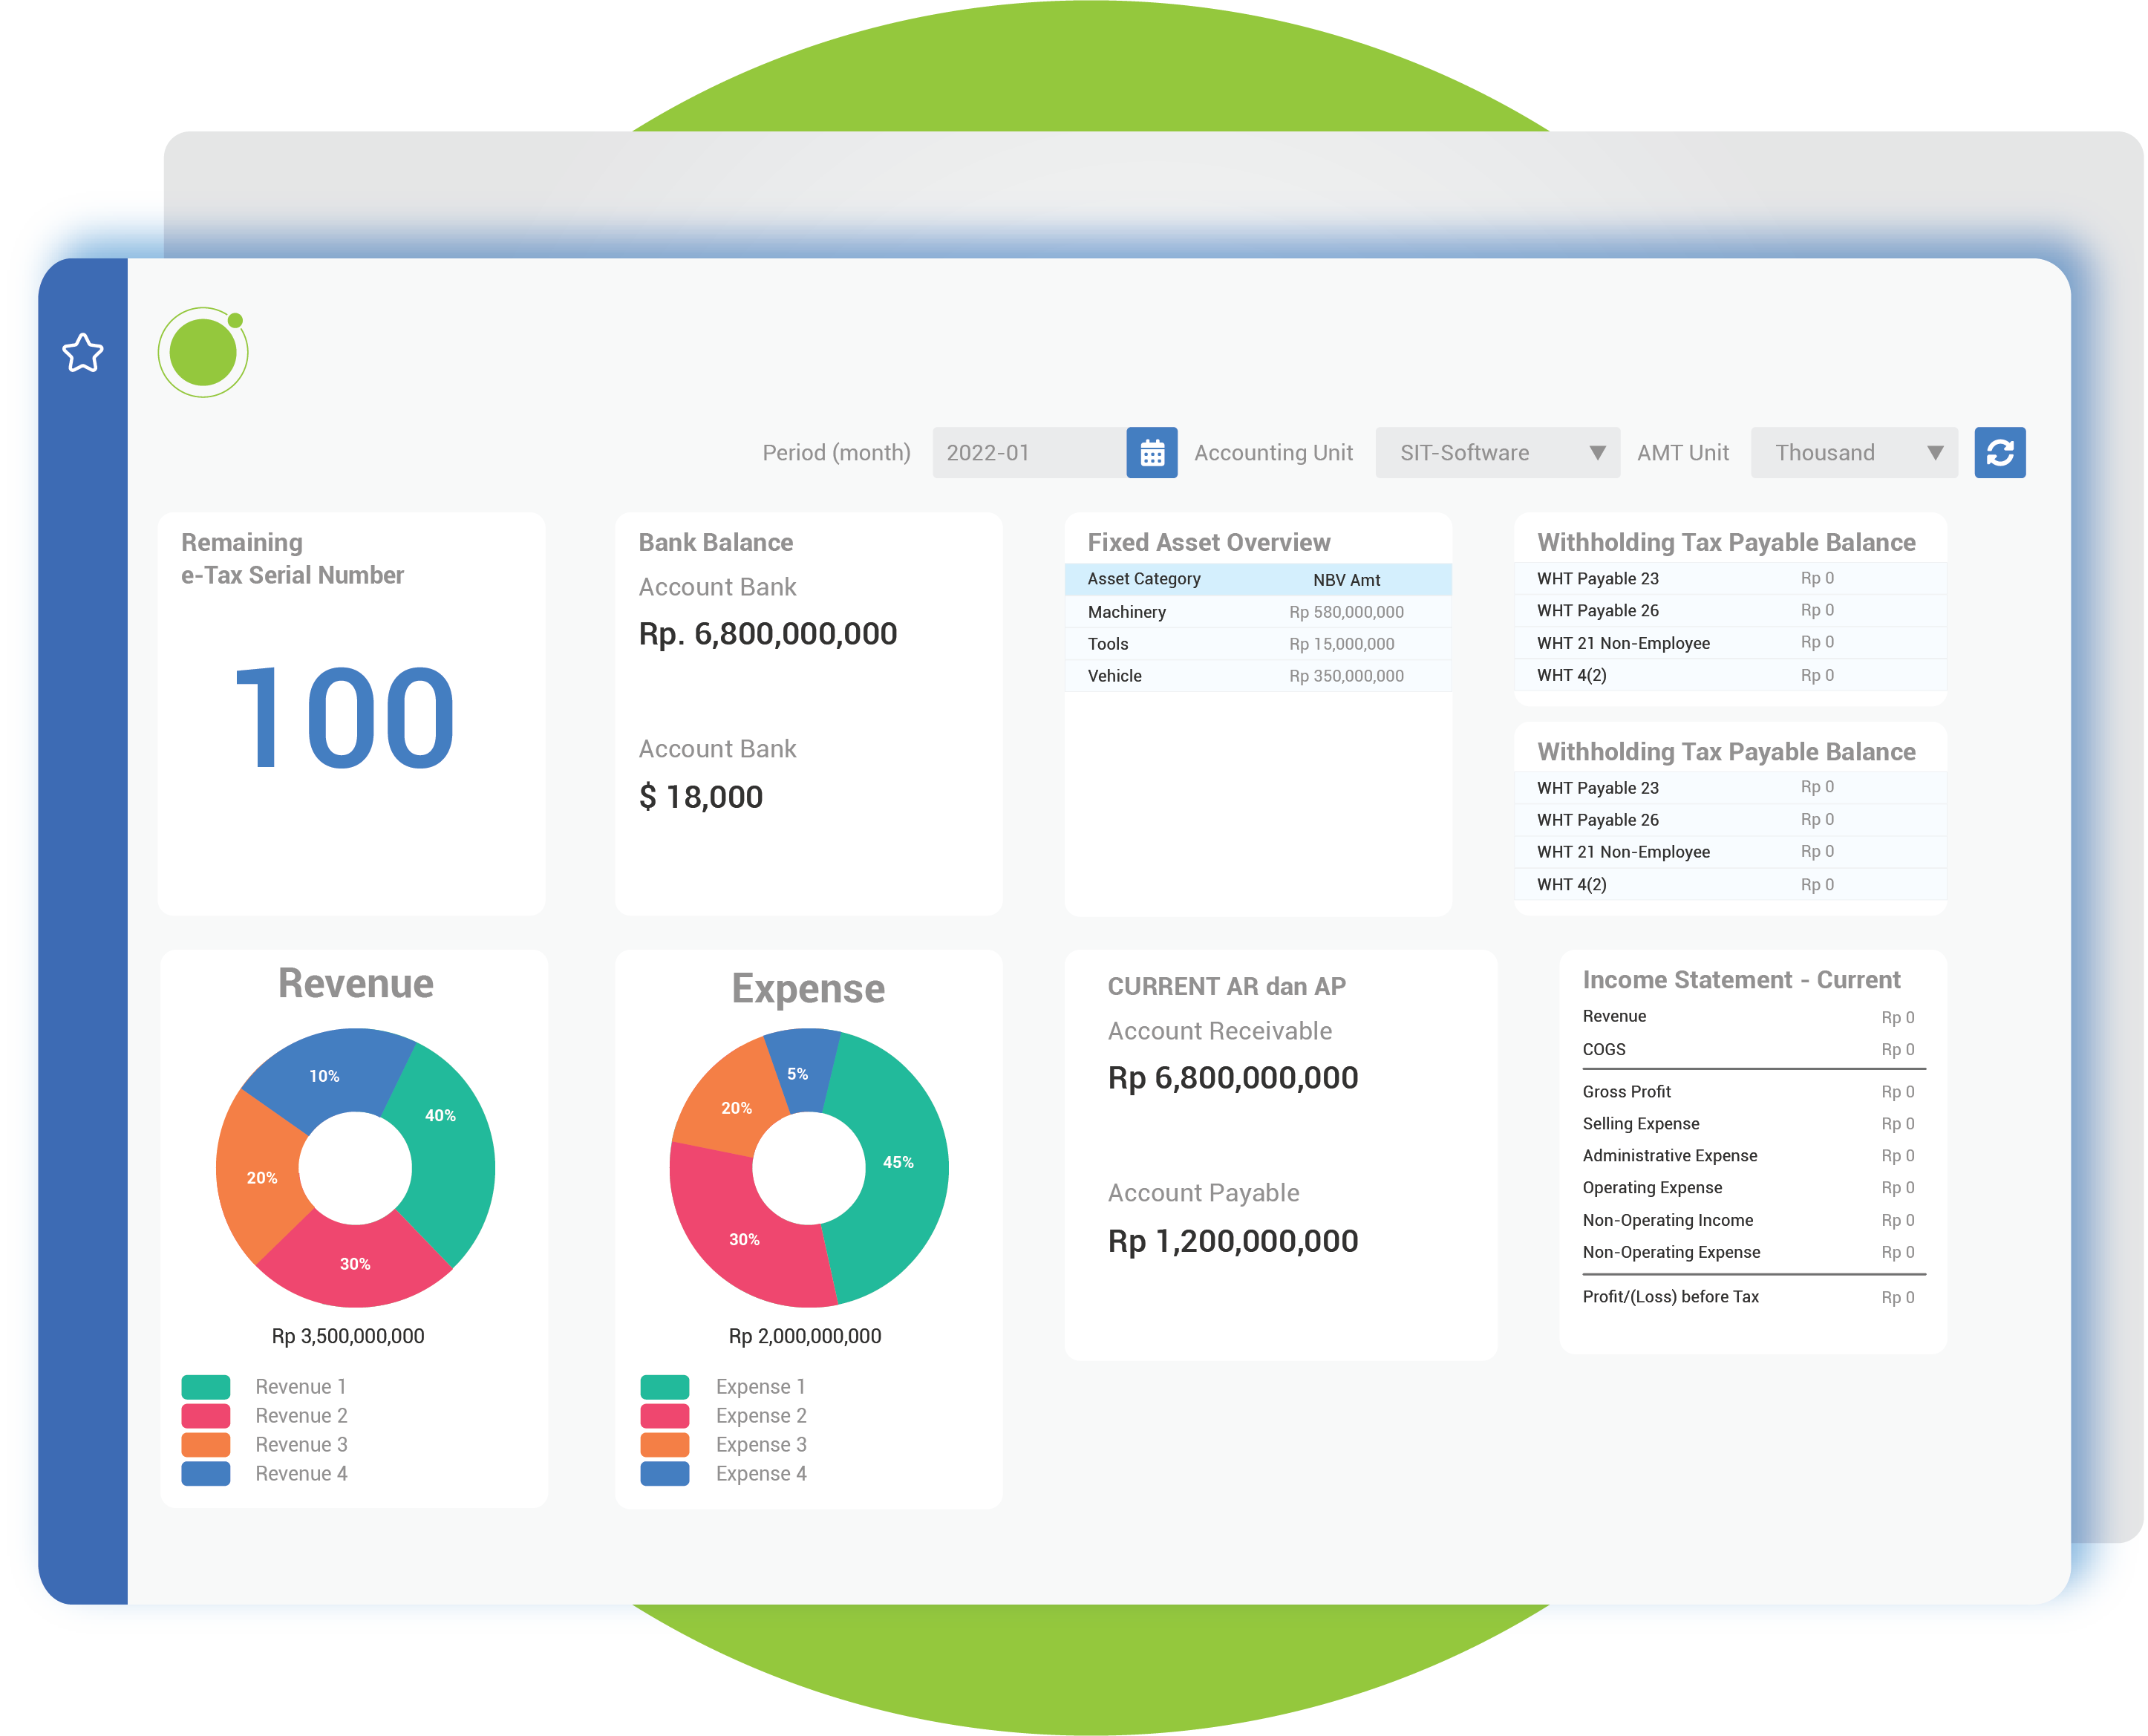 Period (month) 2022-01 Accounting Unit SIT-Software AMT Unit Thousand
Remaining
e-Tax Serial Number
100
Bank Balance
Account Bank
Rp. 6,800,000,000
Account Bank
$ 18,000
Fixed Asset Overview
Asset Category NBV Amt
Machinery Rp 580,000,000
Tools Rp 15,000,000
Vehicle Rp 350,000,000
Withholding Tax Payable Balance
WHT Payable 23 Rp 0
WHT Payable 26 Rp 0
WHT 21 Non-Employee Rp 0
WHT 4(2) Rp 0
Withholding Tax Payable Balance
WHT Payable 23 Rp 0
WHT Payable 26 Rp 0
WHT 21 Non-Employee Rp 0
WHT 4(2) Rp 0
Revenue
10%
40%
20%
30%
Rp 3,500,000,000
Revenue 1
Revenue 2
Revenue 3
Revenue 4
Expense
5%
20%
45%
30%
Rp 2,000,000,000
Expense 1
Expense 2
Expense 3
Expense 4
CURRENT AR dan AP
Account Receivable
Rp 6,800,000,000
Account Payable
Rp 1,200,000,000
Income Statement - Current
Revenue Rp 0
COGS Rp 0
Gross Profit Rp 0
Selling Expense Rp 0
Administrative Expense Rp 0
Operating Expense Rp 0
Non-Operating Income Rp 0
Non-Operating Expense Rp 0
Profit/(Loss) before Tax Rp 0